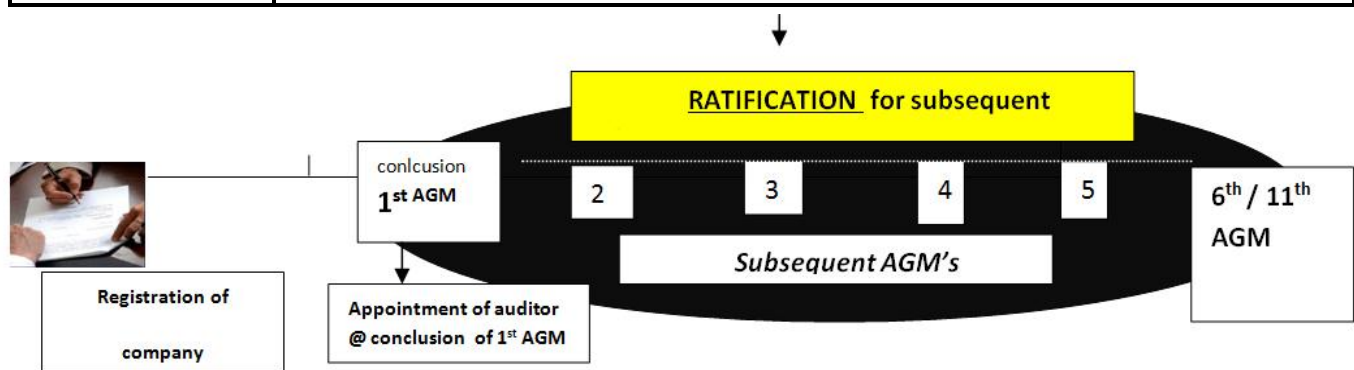 RATIFICATION for subsequent
conlcusion
1st AGM
2
3
4
5
6th / 11th
AGM
Subsequent AGM's
Registration of
company
Appointment of auditor
@ conclusion of 1st AGM